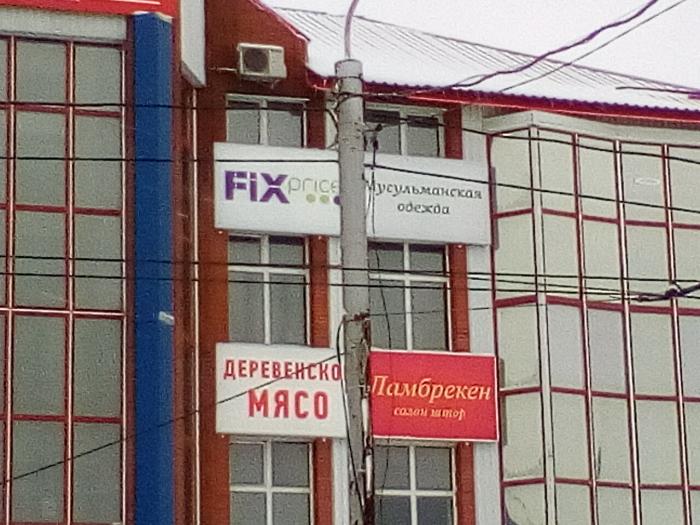 FiX price
Мусульманская
одежда
ДЕРЕВЕНСКО
МЯСО
Ламбрекен
салон штор